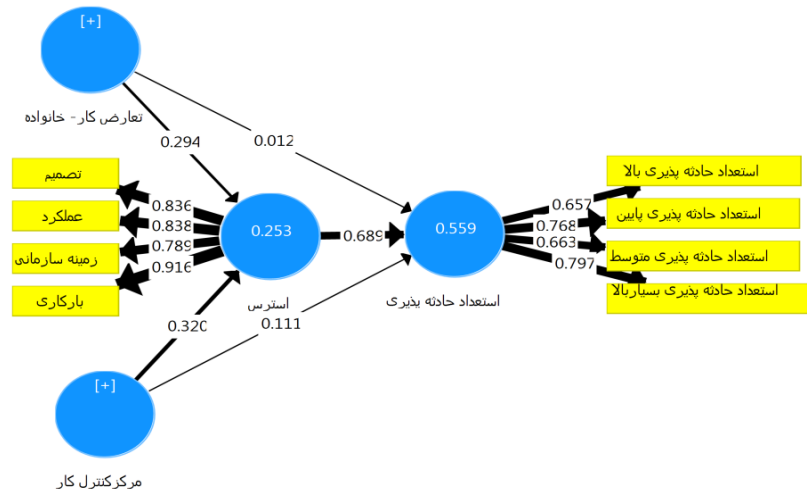 [+]
تعارض کار - خانواده
0.294
0.012
تصمیم
عملکرد
زمینه سازمانی
بارکاری
0.836
0.838
0.789
0.916
0.253
استرس
0.689
0.559
استعداد حادثه پذیری
0.657
0.768
0.663
0.797
استعداد حادثه پذیری بالا
استعداد حادثه پذیری پایین
استعداد حادثه پذیری متوسط
استعداد حادثه پذیری بسیاربالا
0.320
0.111
[+]
مرکزکنترل کار